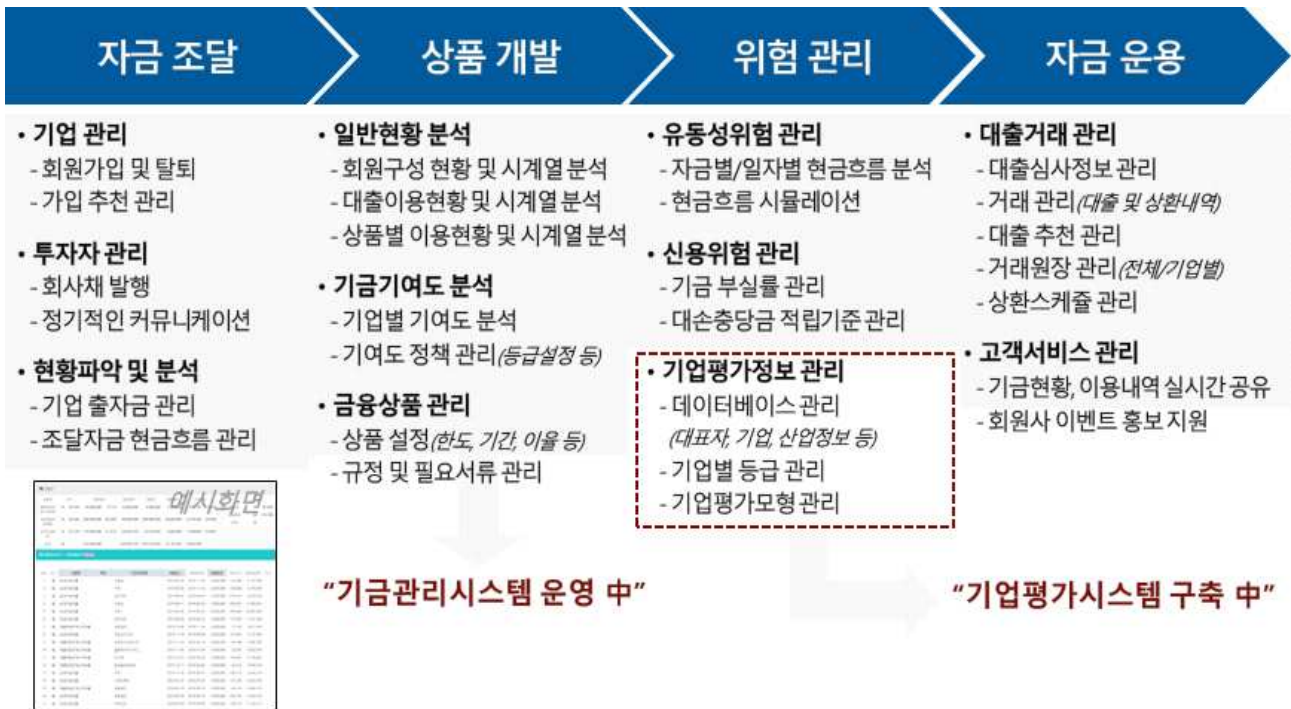 자금 조달
상품 개발
위험 관리
자금 운용
• 기업 관리
- 회원가입 및 탈퇴
- 가입 추천 관리
• 투자자 관리
- 회사채 발행
- 정기적인 커뮤니케이션
• 현황파악 및 분석
- 기업 출자금 관리
- 조달자금 현금흐름 관리
예시화면
• 일반현황 분석
- 회원구성 현황 및 시계열 분석
- 대출이용현황 및 시계열 분석
- 상품별 이용현황 및 시계열 분석
• 기금기여도 분석
- 기업별 기여도 분석
- 기여도 정책 관리(등급설정 등)
• 금융상품 관리
- 상품 설정(한도, 기간, 이율 등)
- 규정 및 필요서류 관리
“기금관리시스템 운영 中”
• 유동성위험 관리
- 자금별/일자별 현금흐름 분석
- 현금흐름 시뮬레이션
• 신용위험 관리
- 기금 부실률 관리
- 대손충당금 적립기준 관리
• 기업평가정보 관리
- 데이터베이스 관리
(대표자, 기업, 산업정보 등)
- 기업별 등급 관리
- 기업평가모형 관리
• 대출거래 관리
- 대출심사정보 관리
- 거래 관리(대출 및 상환내역)
- 대출 추천 관리
- 거래원장 관리(전체/기업별)
- 상환스케쥴 관리
• 고객서비스 관리
- 기금현황, 이용내역 실시간 공유
- 회원사 이벤트 홍보 지원
“기업평가시스템 구축 中”